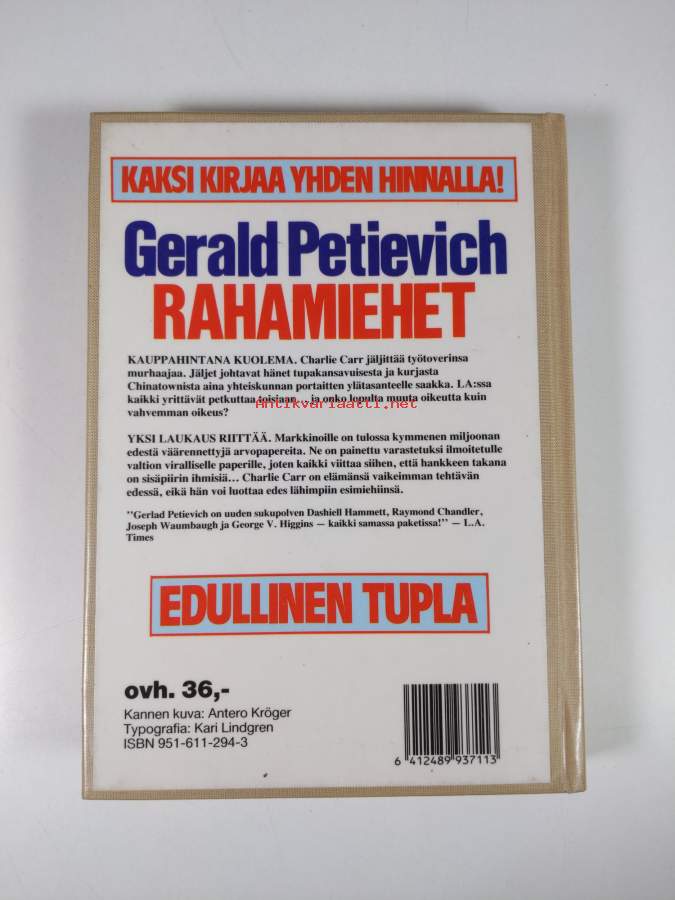 KAKSI KIRJAA YHDEN HINNALLA!
Gerald Petievich
RAHAMIEHET
KAUPPAHINTANA KUOLEMA. Charlie Carr jäljittää työtoverinsa
murhaajaa. Jäljet johtavat hänet tupakansavuisesta ja kurjasta
Chinatownista aina yhteiskunnan portaitten ylätasanteelle saakka. LA:ssa
kaikki yrittävät petkuttaa toisiaan... ja onko lopulta muuta oikeutta kuin
Antikvariaatti.net
vahvemman oikeus?
YKSI LAUKAUS RIITTÄÄ. Markkinoille on tulossa kymmenen miljoonan
edestä väärennettyjä arvopapereita. Ne on painettu varastetuksi ilmoitetulle
valtion viralliselle paperille, joten kaikki viittaa siihen, että hankkeen takana
on sisäpiirin ihmisiä... Charlie Carr on elämänsä vaikeimman tehtävän
edessä, eikä hän voi luottaa edes lähimpiin esimiehiinsä.
"Gerlad Petievich on uuden sukupolven Dashiell Hammett, Raymond Chandler,
Joseph Waumbaugh ja George V. Higgins — kaikki samassa paketissa!" — L.A.
Times
EDULLINEN TUPLA
ovh. 36,-
Kannen kuva: Antero Kröger
Typografia: Kari Lindgren
ISBN 951-611-294-3
6 412489 937113